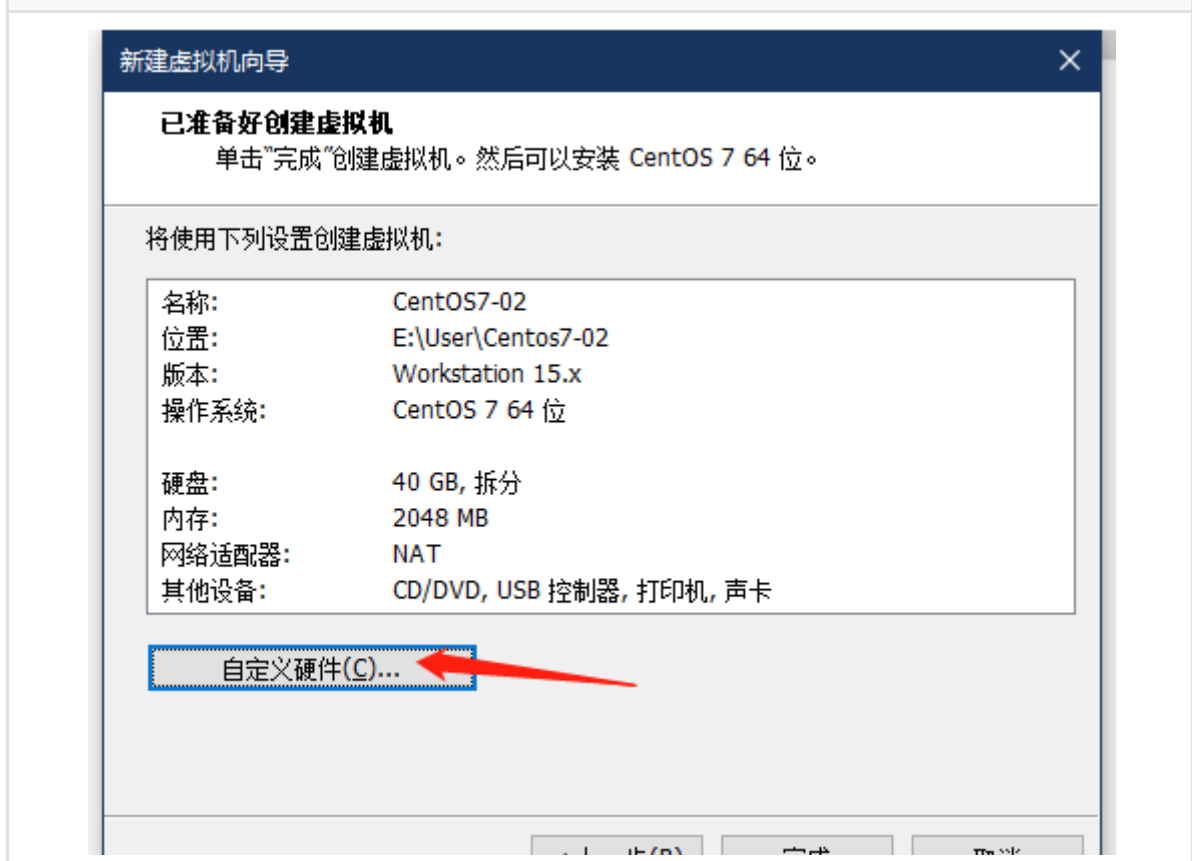 新建虚拟机向导
已准备好创建虚拟机
单击"完成"创建虚拟机。然后可以安装 CentOS 7 64 位。
将使用下列设置创建虚拟机:
名称: CentOS7-02
位置: E:\User\Centos7-02
版本: Workstation 15.x
操作系统: CentOS 7 64 位
硬盘: 40 GB, 拆分
内存: 2048 MB
网络适配器: NAT
其他设备: CD/DVD, USB 控制器, 打印机, 声卡
自定义硬件(C)...